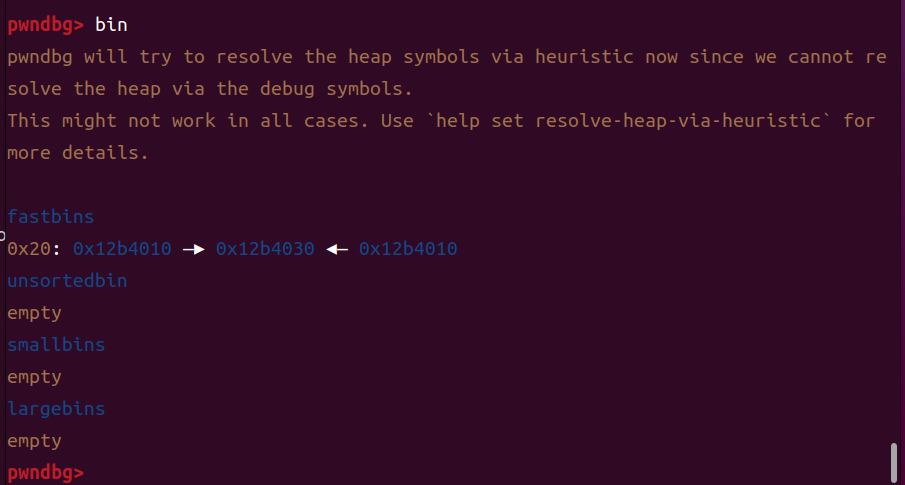 pwndbg> bin
pwndbg will try to resolve the heap symbols via heuristic now since we cannot re
solve the heap via the debug symbols.
This might not work in all cases. Use `help set resolve-heap-via-heuristic` for
more details.
fastbins
0x20: 0x12b4010 —▸ 0x12b4030 ◂— 0x12b4010
unsortedbin
empty
smallbins
empty
largebins
empty
pwndbg>